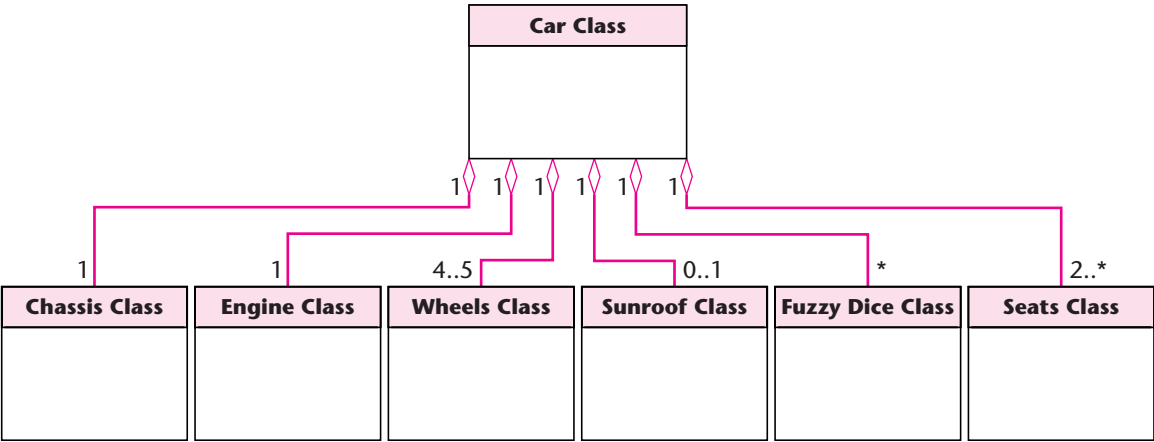 Car Class
1 1 1 1 1 1
1 1 4..5 0..1 * 2..*
Chassis Class Engine Class Wheels Class Sunroof Class Fuzzy Dice Class Seats Class